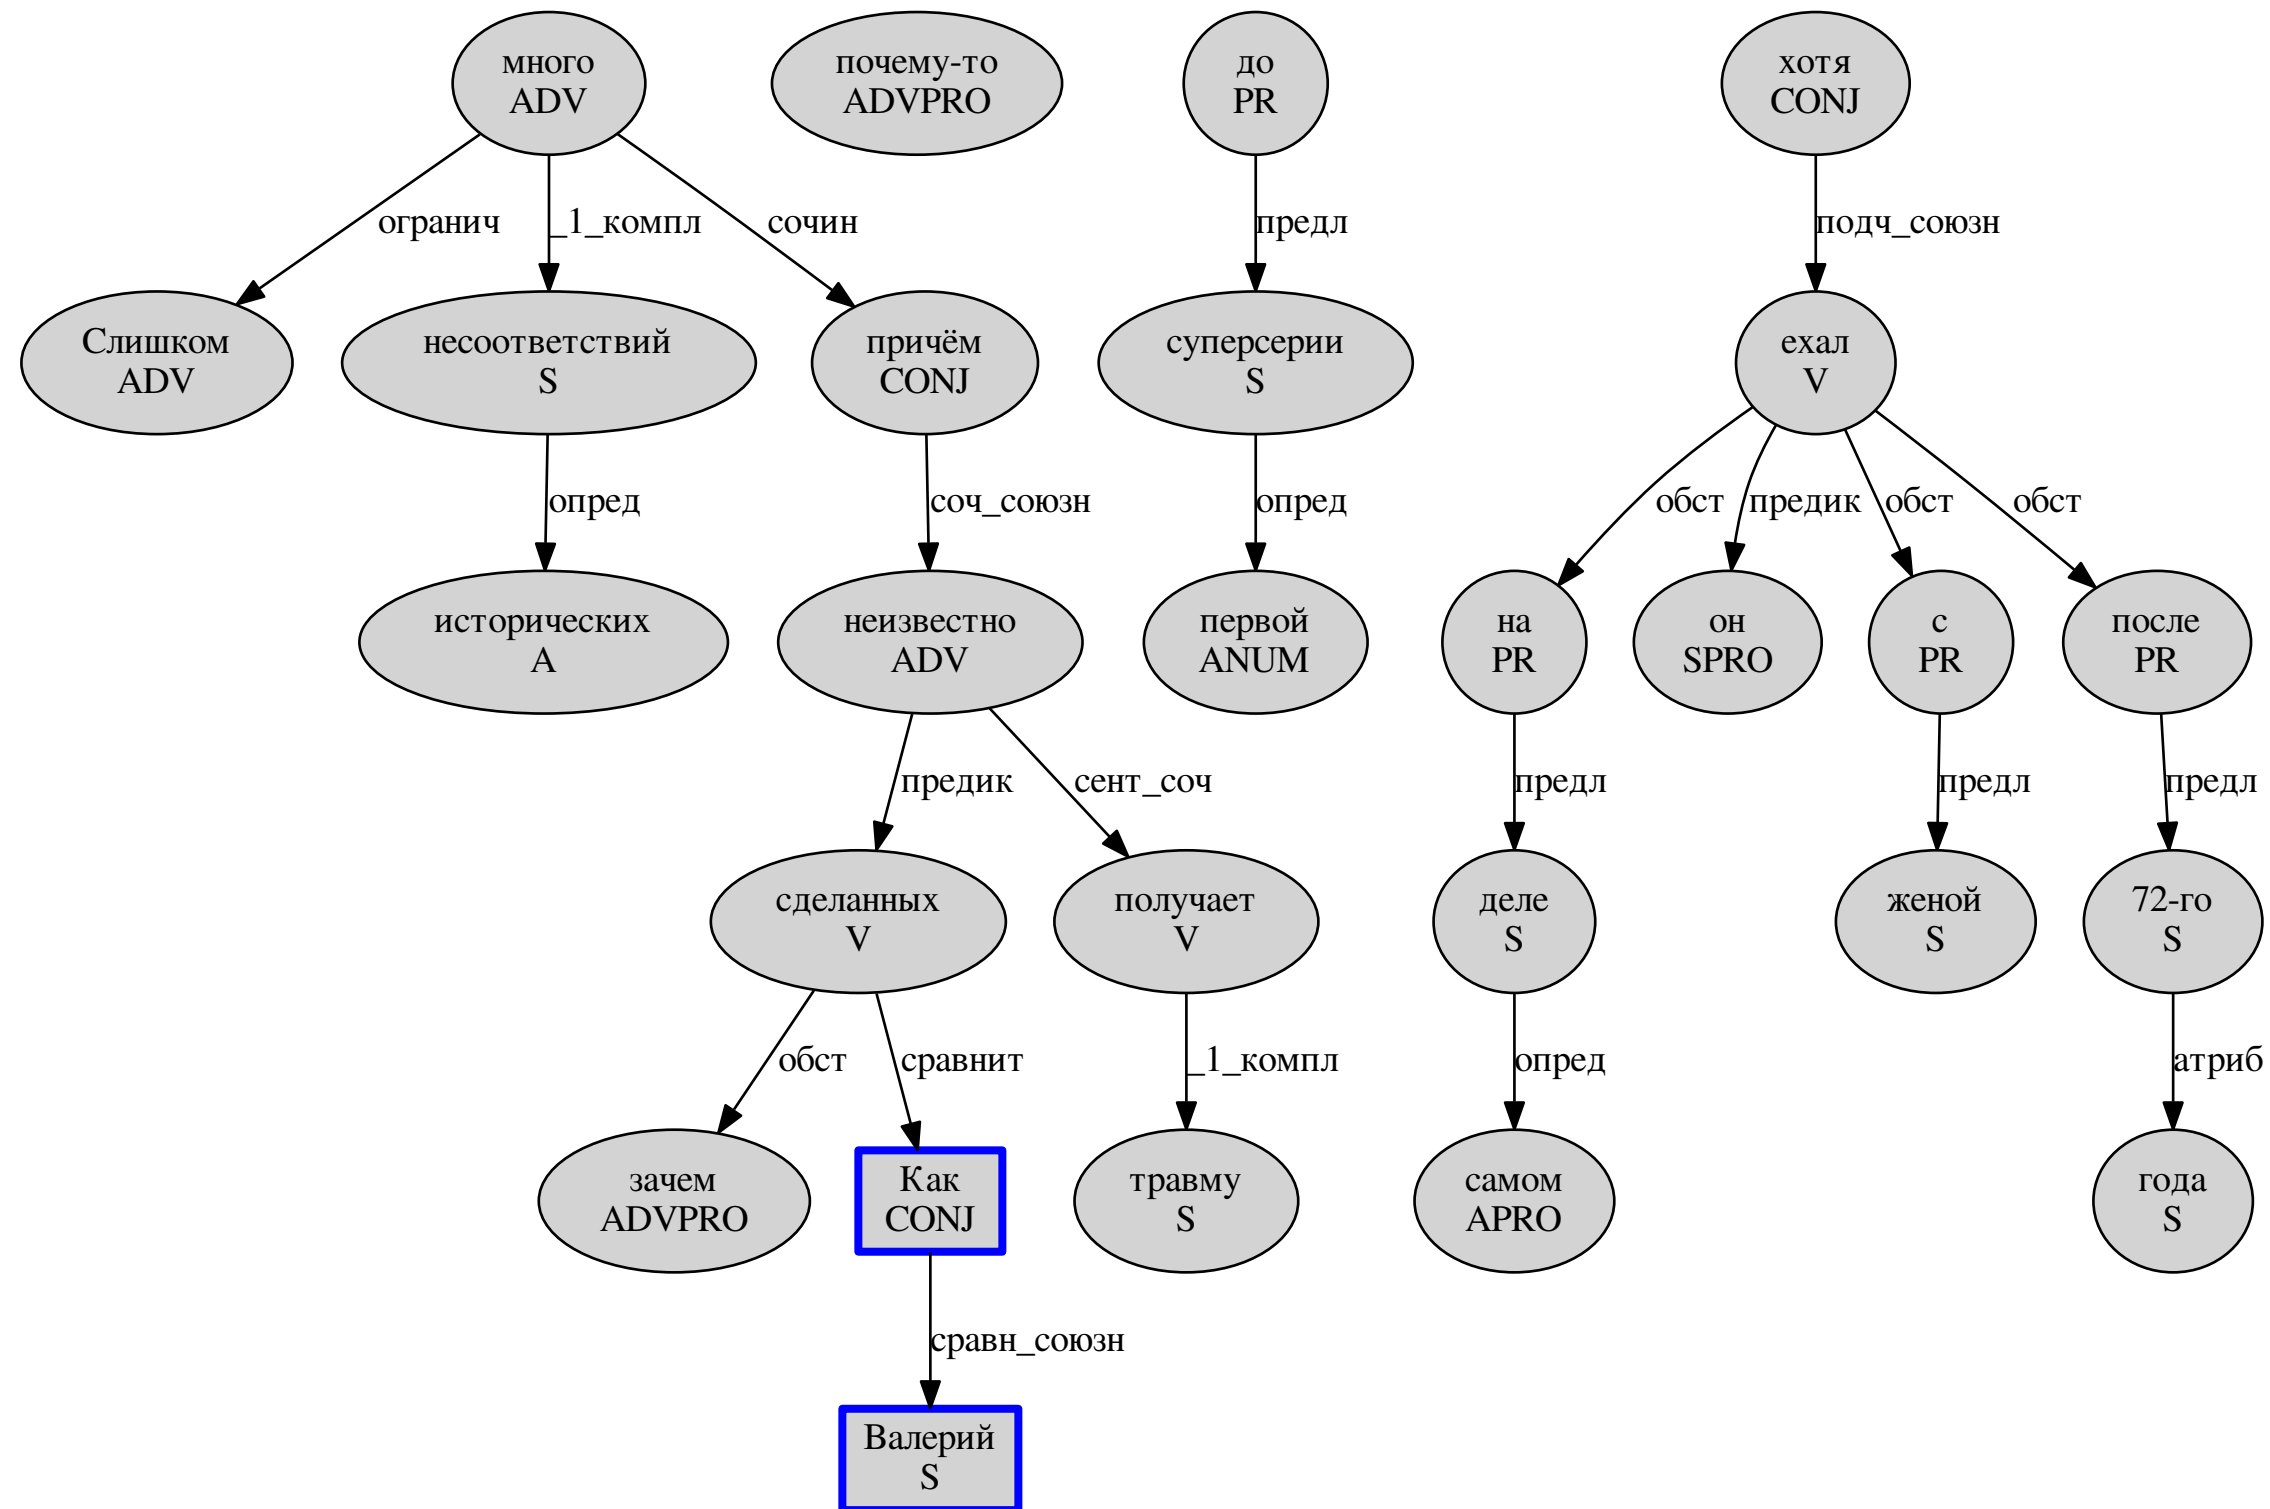 много
ADV
почему-то
ADVPRO
до
PR
хотя
CONJ
огранич
_1_компл
сочин
предл
подч_союзн
Слишком
ADV
несоответствий
S
причём
CONJ
суперсерии
S
ехал
V
опред
соч_союзн
опред
обст
предик
обст
обст
исторических
A
неизвестно
ADV
первой
ANUM
на
PR
он
SPRO
с
PR
после
PR
предик
сент_соч
предл
предл
предл
сделанных
V
получает
V
деле
S
женой
S
72-го
S
обст
сравнит
_1_компл
опред
атриб
зачем
ADVPRO
Как
CONJ
травму
S
самом
APRO
года
S
сравн_союзн
Валерий
S